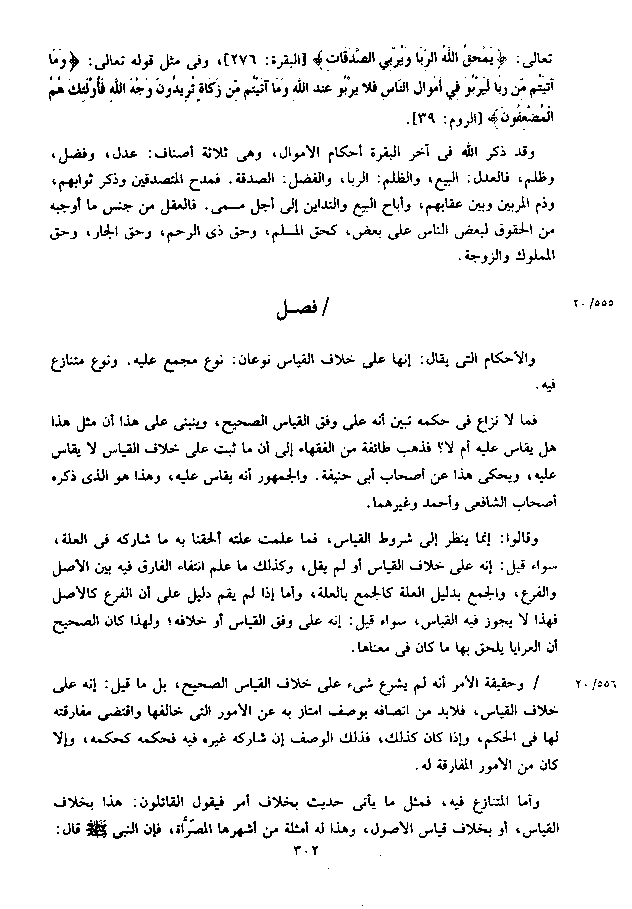 تعالى: ﴿ يَمْحَقُ اللهُ الرِّبَا وَيُرْبِي الصَّدَقَاتِ ﴾ [البقرة: ٢٧٦]، وفى مثل قوله تعالى: ﴿ وَمَا
آتَيْتُم مِّن رِّبًا لِّيَرْبُوَ فِي أَمْوَالِ النَّاسِ فَلا يَرْبُو عِندَ اللهِ وَمَا آتَيْتُم مِّن زَكَاةٍ تُرِيدُونَ وَجْهَ اللهِ فَأُوْلَئِكَ هُمُ
الْمُضْعِفُونَ ﴾ [الروم: ٣٩].
وقد ذكر الله فى آخر البقرة أحكام الأموال، وهى ثلاثة أصناف: عدل، وفضل،
وظلم، فالعدل: البيع، والظلم: الربا، والفضل: الصدقة. فمدح المتصدقين وذكر ثوابهم،
وذم المربين وبين عقابهم، وأباح البيع والتداين إلى أجل مسمى. فالعقل من جنس ما أوجبه
من الحقوق لبعض الناس على بعض، كحق المسلم، وحق ذى الرحم، وحق الجار، وحق
المملوك والزوجة.
٢٠/٥٥٥
/ فصـل
والأحكام التى يقال: إنها على خلاف القياس نوعان: نوع مجمع عليه. ونوع متنازع
فيه.
فما لا نزاع فى حكمه تبين أنه على وفق القياس الصحيح، وينبنى على هذا أن مثل هذا
هل يقاس عليه أم لا؟ فذهب طائفة من الفقهاء إلى أن ما ثبت على خلاف القياس لا يقاس
عليه، ويحكى هذا عن أصحاب أبى حنيفة. والجمهور أنه يقاس عليه، وهذا هو الذى ذكره
أصحاب الشافعى وأحمد وغيرهما.
وقالوا: إنما ينظر إلى شروط القياس، فما علمت علته ألحقنا به ما شاركه فى العلة،
سواء قيل: إنه على خلاف القياس أو لم يقل، وكذلك ما علم انتفاء الفارق فيه بين الأصل
والفرع، والجمع بدليل العلة كالجمع بالعلة، وأما إذا لم يقم دليل على أن الفرع كالأصل
فهذا لا يجوز فيه القياس، سواء قيل: إنه على وفق القياس أو خلافه؛ ولهذا كان الصحيح
أن العرايا يلحق بها ما كان فى معناها.
٢٠/٥٥٦
/ وحقيقة الأمر أنه لم يشرع شىء على خلاف القياس الصحيح، بل ما قيل: إنه على
خلاف القياس، فلابد من اتصافه بوصف امتاز به عن الأمور التى خالفها واقتضى مفارقته
لها فى الحكم، وإذا كان كذلك، فذلك الوصف إن شاركه غيره فيه فحكمه كحكمه، وإلا
كان من الأمور المفارقة له.
وأما المتنازع فيه، فمثل ما يأتى حديث بخلاف أمر فيقول القائلون: هذا بخلاف
القياس، أو بخلاف قياس الأصول، وهذا له أمثلة من أشهرها المصَرَّاة، فإن النبى ﷺ قال:
٣٠٢